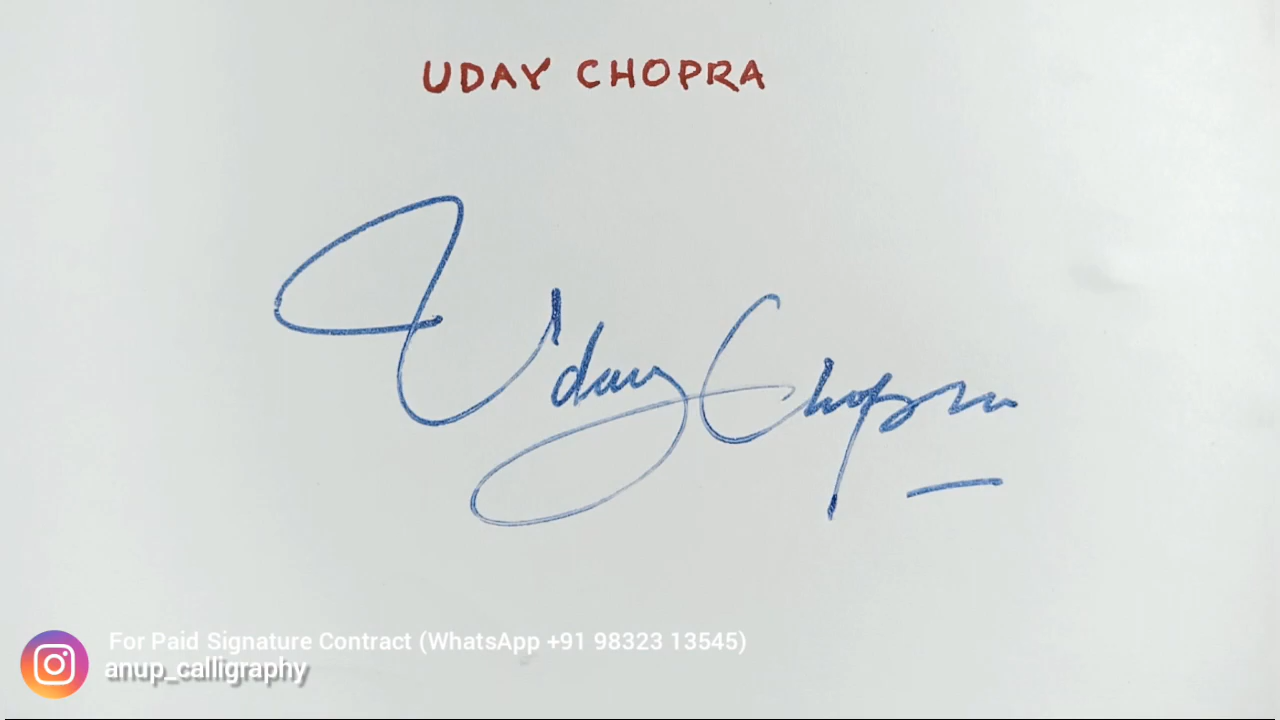 UDAY CHOPRA
Uday Chopra
For Paid Signature Contract (WhatsApp +91 98323 13545)
anup_calligraphy